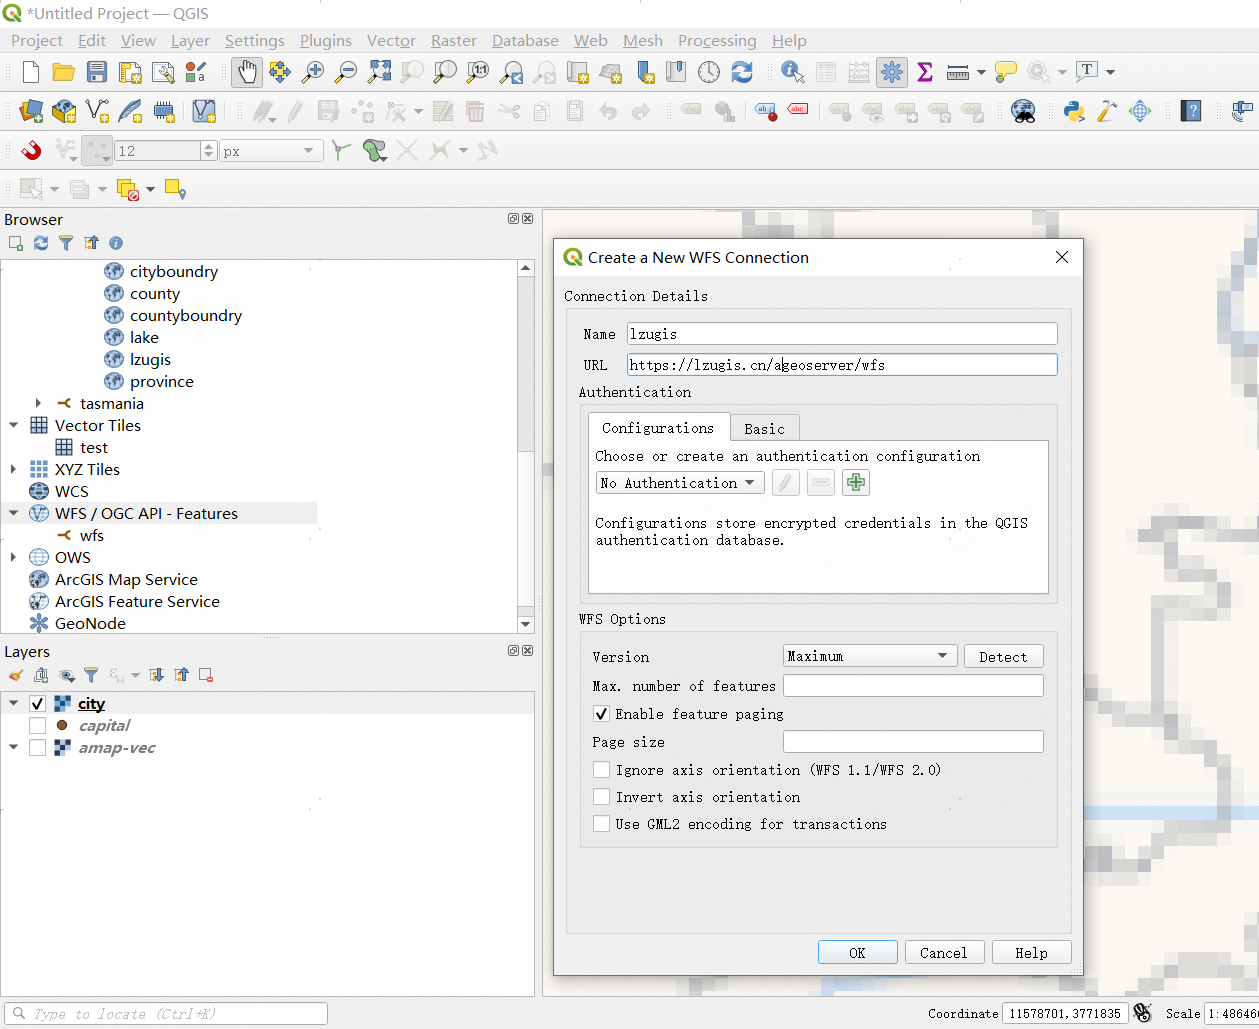 *Untitled Project — QGIS
Project Edit View Layer Settings Plugins Vector Raster Database Web Mesh Processing Help
1:1
T
abc
ab
abc
12
px
Browser
cityboundry
county
countyboundry
lake
lzugis
province
tasmania
Vector Tiles
test
XYZ Tiles
WCS
WFS / OGC API - Features
wfs
OWS
ArcGIS Map Service
ArcGIS Feature Service
GeoNode
Layers
city
capital
amap-vec
Create a New WFS Connection
Connection Details
Name lzugis
URL https://lzugis.cn/ageoserver/wfs
Authentication
Configurations Basic
Choose or create an authentication configuration
No Authentication
Configurations store encrypted credentials in the QGIS
authentication database.
WFS Options
Version Maximum Detect
Max. number of features
Enable feature paging
Page size
Ignore axis orientation (WFS 1.1/WFS 2.0)
Invert axis orientation
Use GML2 encoding for transactions
OK Cancel Help
Type to locate (Ctrl+K)
Coordinate 11578701,3771835 Scale